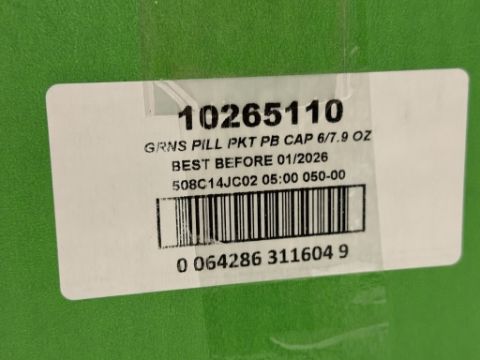 10265110
GRNS PILL PKT PB CAP 6/7.9 OZ
BEST BEFORE 01/2026
508C14JC02 05:00 050-00
0 064286 311604 9